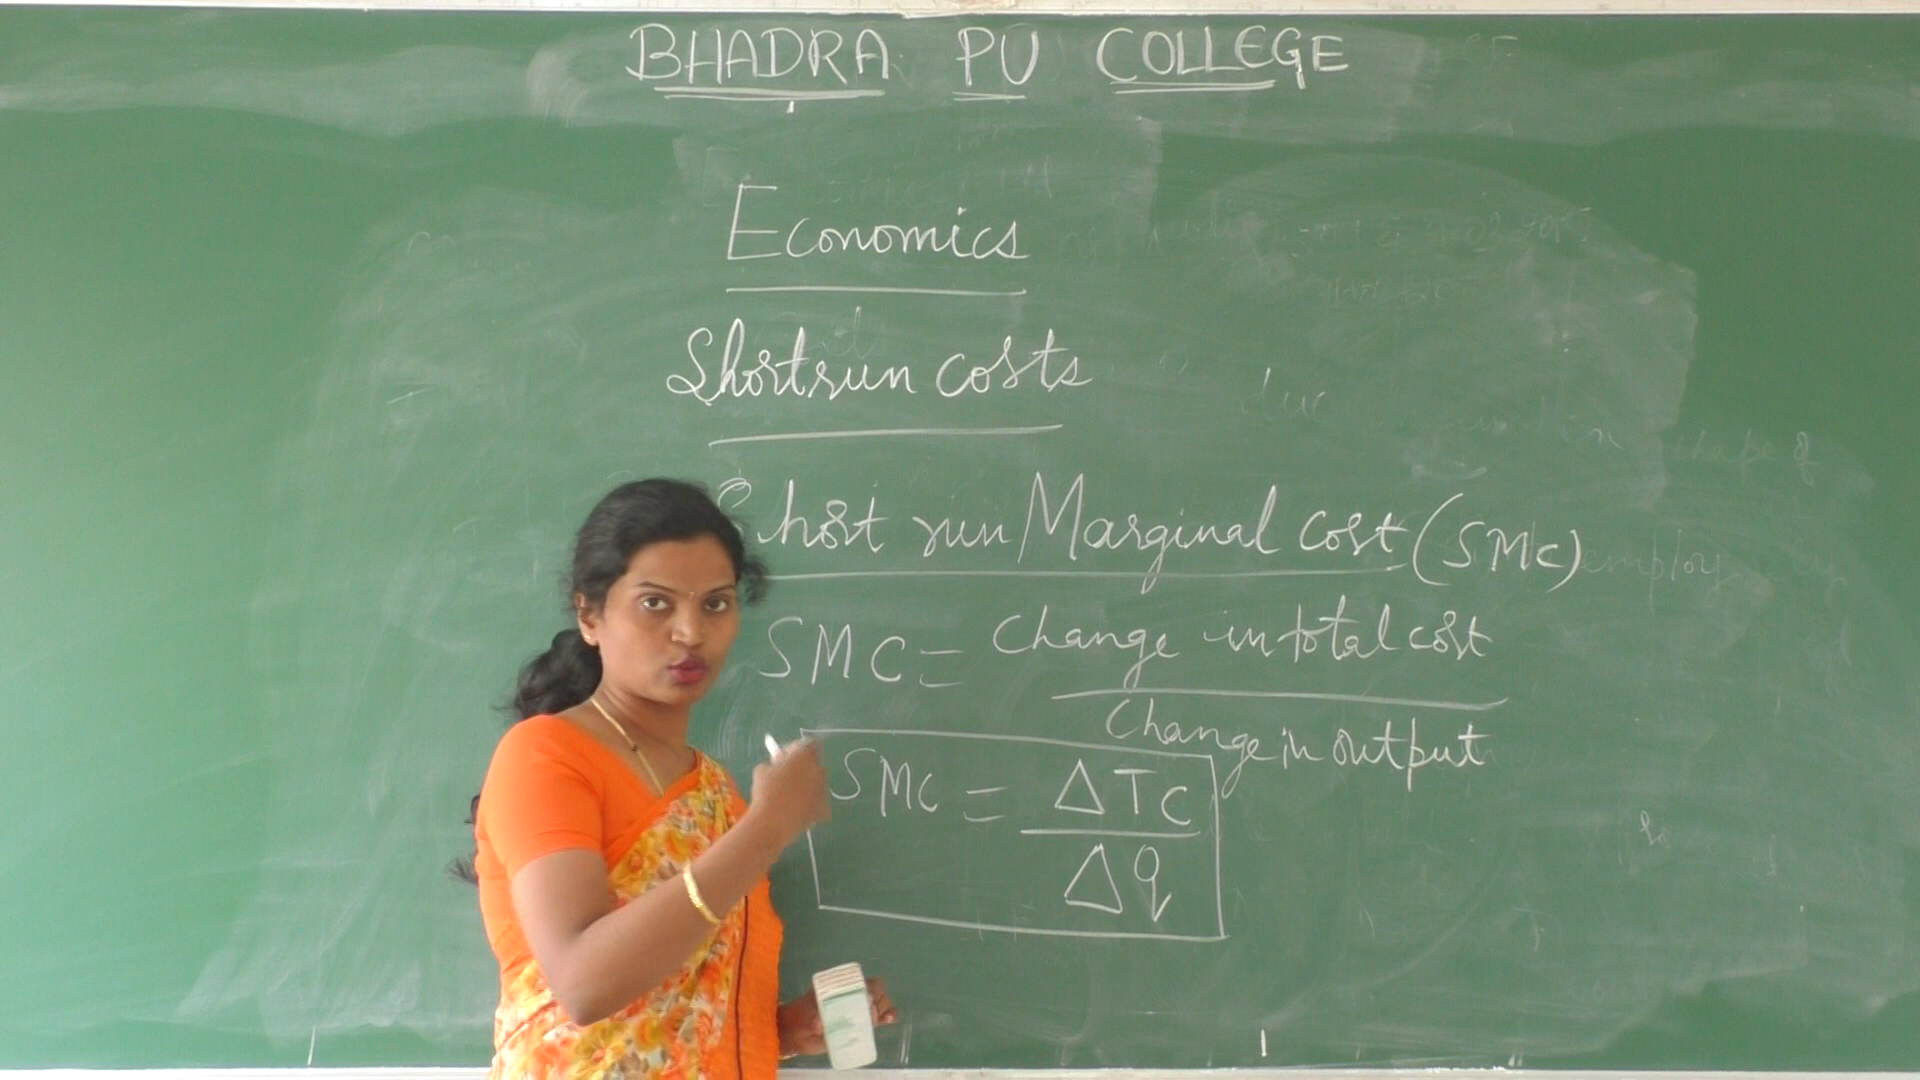 BHADRA PU COLLEGE
Economics
Shortrun costs
Short run Marginal cost (SMC)
SMC = Change in total cost
Change in output
SMC = ΔTC
Δq